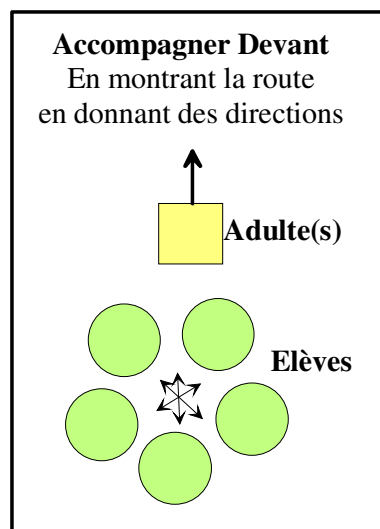 Accompagner Devant
En montrant la route
en donnant des directions
Adulte(s)
Elèves